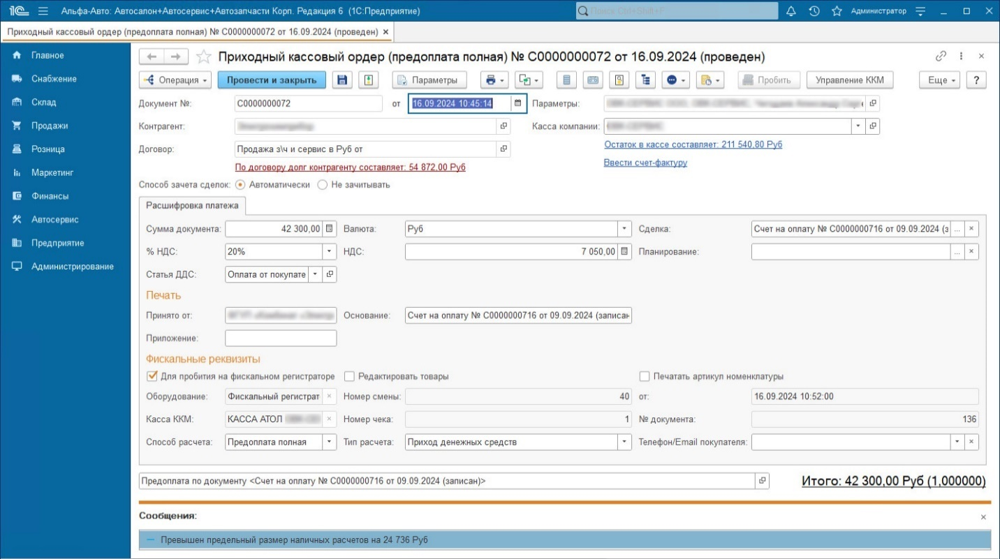 1С Альфа-Авто: Автосалон+Автосервис+Автозапчасти Корп. Редакция 6 (1С:Предприятие) Поиск Ctrl+Shift+F Администратор
Приходный кассовый ордер (предоплата полная) № С0000000072 от 16.09.2024 (проведен) ×
Главное
Снабжение
Склад
Продажи
Розница
Маркетинг
Финансы
Автосервис
Предприятие
Администрирование
Приходный кассовый ордер (предоплата полная) № С0000000072 от 16.09.2024 (проведен)
Операция Провести и закрыть Параметры Пробить Управление ККМ Еще ?
Документ №: С0000000072 от 16.09.2024 10:45:14 Параметры:
Контрагент: Касса компании:
Договор: Продажа з\ч и сервис в Руб от Остаток в кассе составляет: 211 540,80 Руб
По договору долг контрагенту составляет: 54 872,00 Руб Ввести счет-фактуру
Способ зачета сделок: Автоматически Не зачитывать
Расшифровка платежа
Сумма документа: 42 300,00 Валюта: Руб Сделка: Счет на оплату № С0000000716 от 09.09.2024 (з ... ×
% НДС: 20% НДС: 7 050,00 Планирование: ... ×
Статья ДДС: Оплата от покупате
Печать
Принято от: Основание: Счет на оплату № С0000000716 от 09.09.2024 (записан
Приложение:
Фискальные реквизиты
Для пробития на фискальном регистраторе Редактировать товары Печатать артикул номенклатуры
Оборудование: Фискальный регистрат × Номер смены: 40 от: 16.09.2024 10:52:00
Касса ККМ: КАССА АТОЛ × Номер чека: 1 № документа: 136
Способ расчета: Предоплата полная Тип расчета: Приход денежных средств Телефон/Email покупателя: ×
Предоплата по документу <Счет на оплату № С0000000716 от 09.09.2024 (записан)> Итого: 42 300,00 Руб (1,000000)
Сообщения: ×
— Превышен предельный размер наличных расчетов на 24 736 Руб